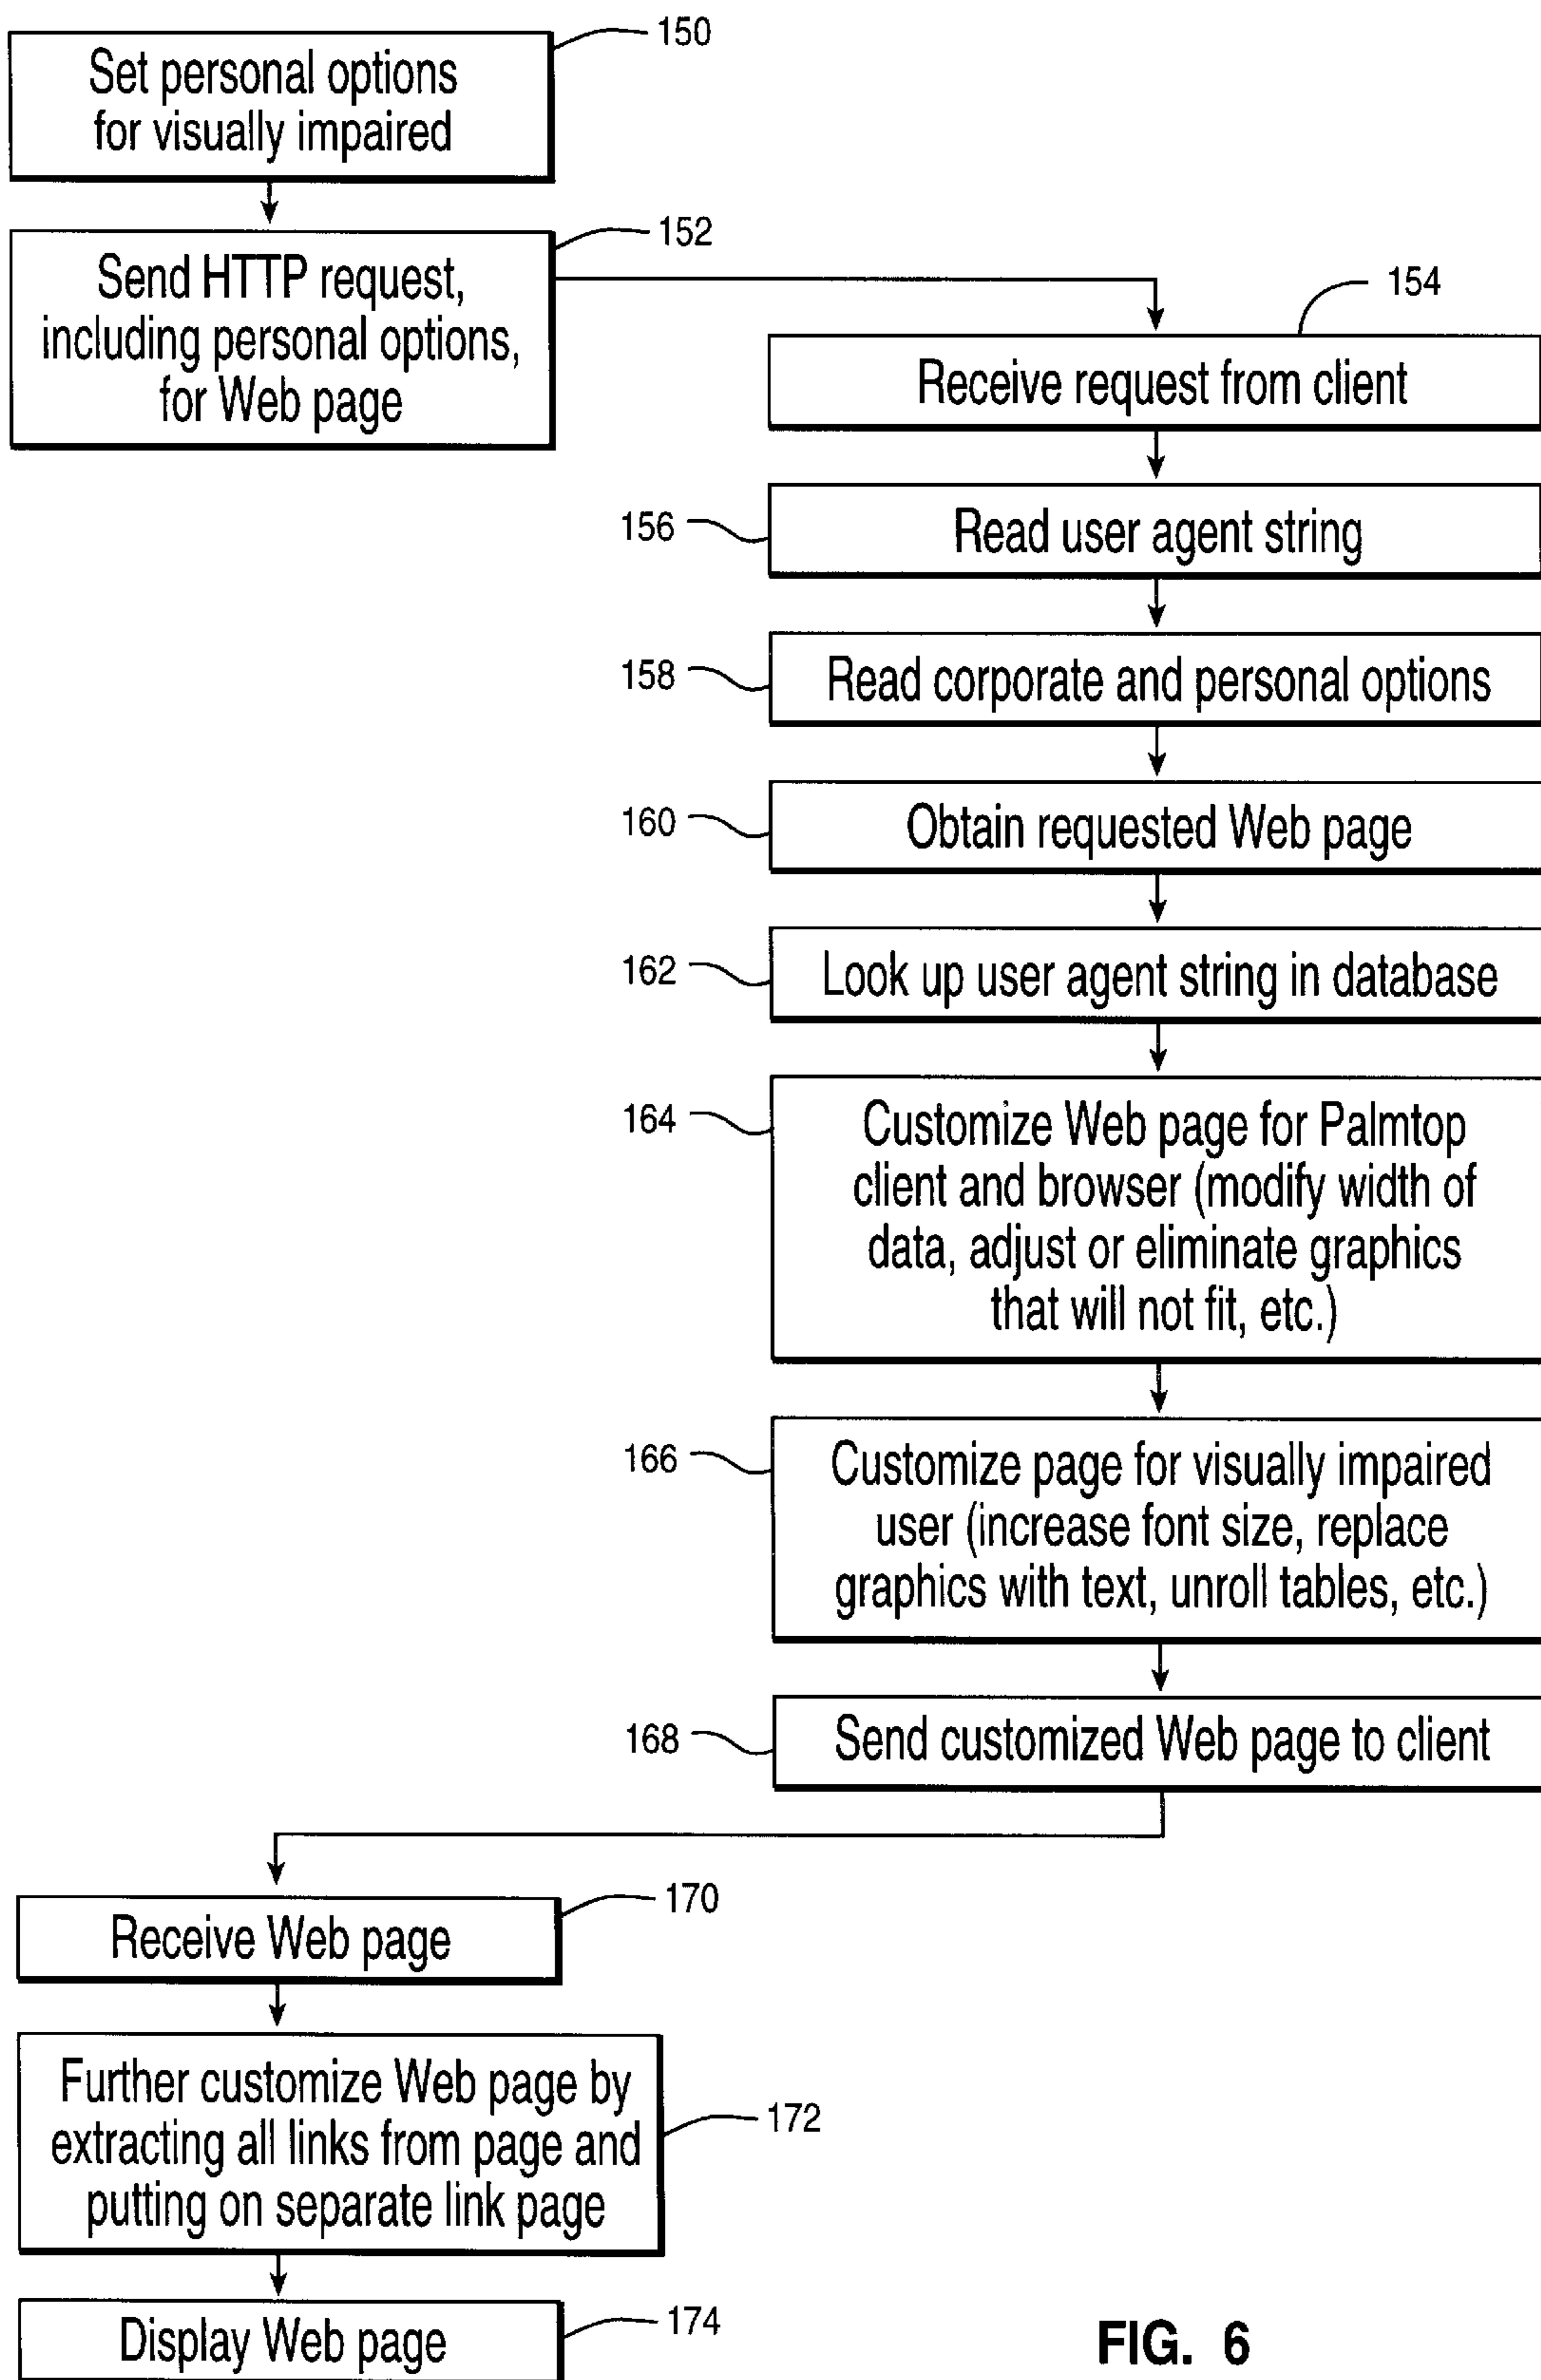 150
Set personal options
for visually impaired
152
Send HTTP request,
including personal options,
for Web page
154
Receive request from client
156
Read user agent string
158
Read corporate and personal options
160
Obtain requested Web page
162
Look up user agent string in database
164
Customize Web page for Palmtop
client and browser (modify width of
data, adjust or eliminate graphics
that will not fit, etc.)
166
Customize page for visually impaired
user (increase font size, replace
graphics with text, unroll tables, etc.)
168
Send customized Web page to client
170
Receive Web page
172
Further customize Web page by
extracting all links from page and
putting on separate link page
174
Display Web page
FIG. 6